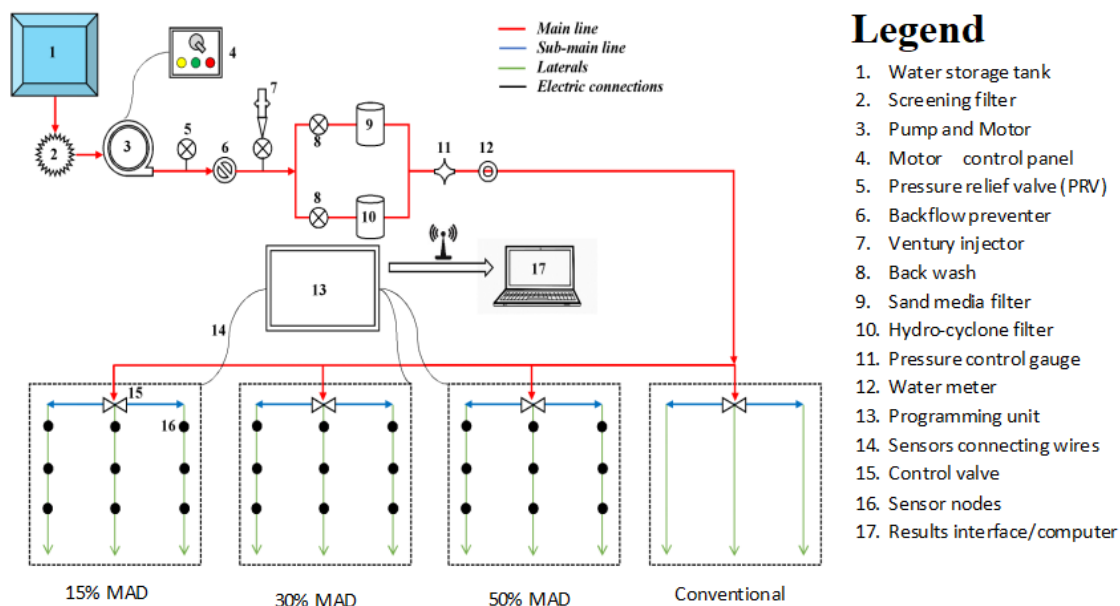 1
4
Main line
Sub-main line
Laterals
Electric connections
7
2
3
5
6
8
9
11
12
8
10
13
17
14
15
16
15% MAD
30% MAD
50% MAD
Conventional
Legend
1. Water storage tank
2. Screening filter
3. Pump and Motor
4. Motor control panel
5. Pressure relief valve (PRV)
6. Backflow preventer
7. Ventury injector
8. Back wash
9. Sand media filter
10. Hydro-cyclone filter
11. Pressure control gauge
12. Water meter
13. Programming unit
14. Sensors connecting wires
15. Control valve
16. Sensor nodes
17. Results interface/computer